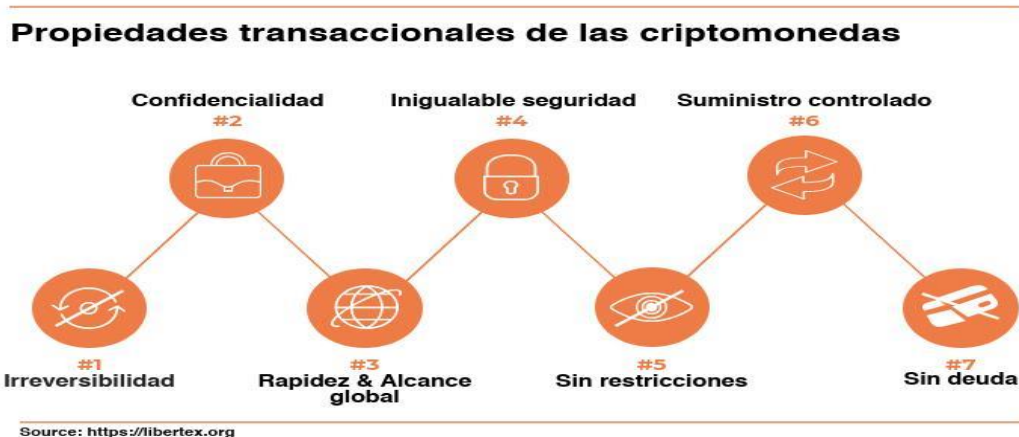 Propiedades transaccionales de las criptomonedas
Confidencialidad
#2
Inigualable seguridad
#4
Suministro controlado
#6
#1
Irreversibilidad
#3
Rapidez & Alcance
global
#5
Sin restricciones
#7
Sin deuda
Source: https://libertex.org